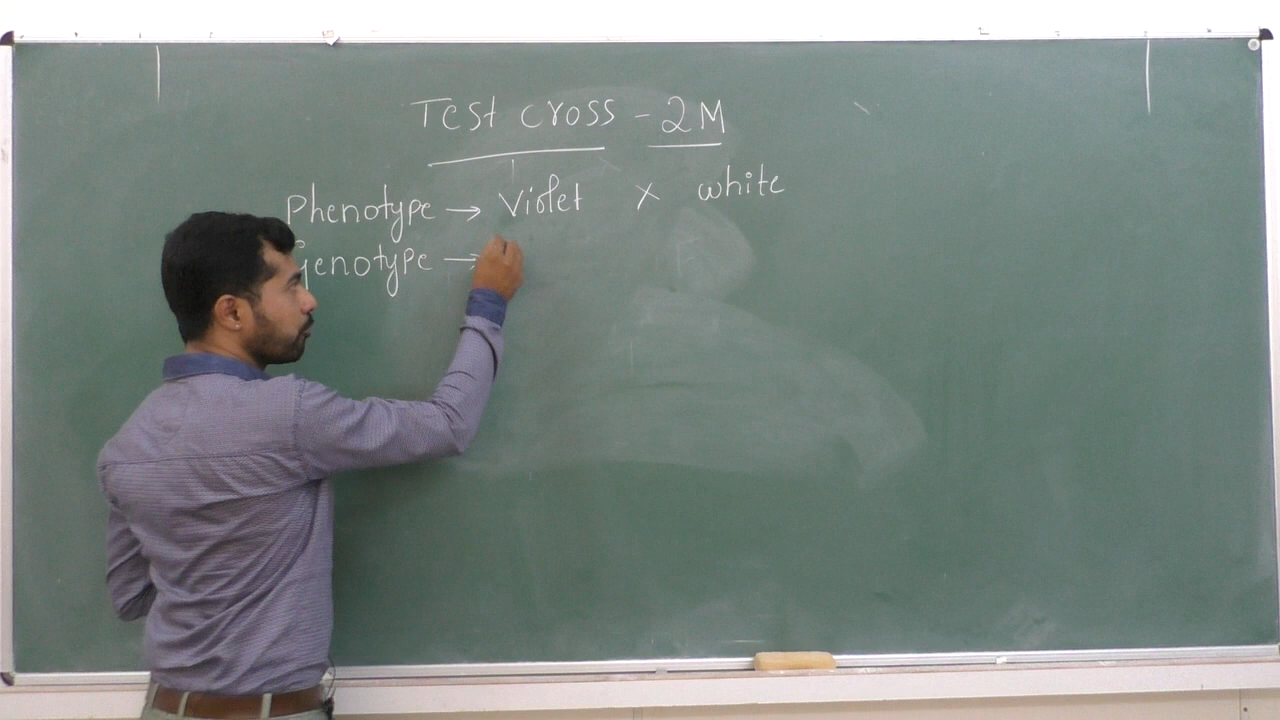 Test cross - 2M
Phenotype → Violet × white
Genotype →